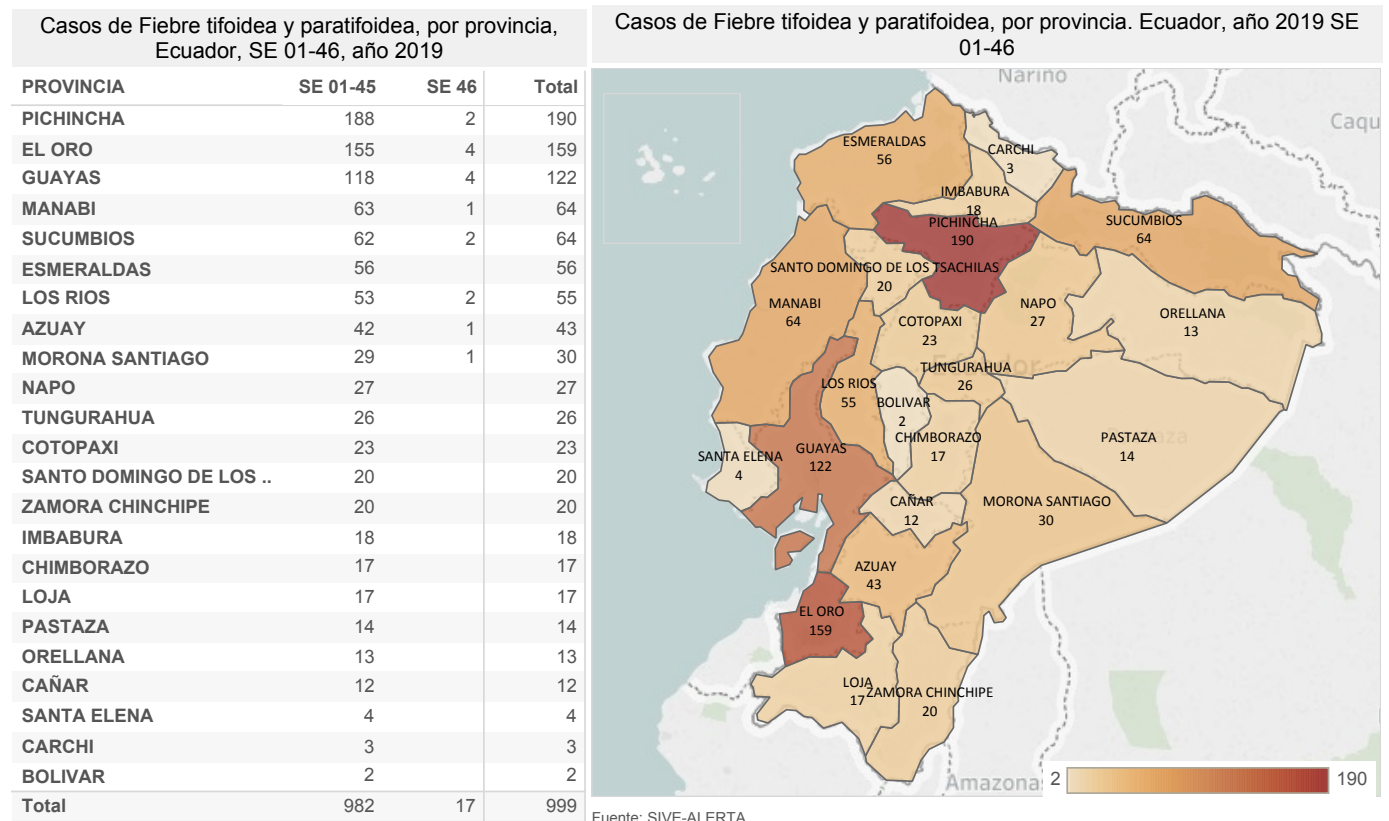 Casos de Fiebre tifoidea y paratifoidea, por provincia,
Ecuador, SE 01-46, año 2019
PROVINCIA SE 01-45 SE 46 Total
PICHINCHA 188 2 190
EL ORO 155 4 159
GUAYAS 118 4 122
MANABI 63 1 64
SUCUMBIOS 62 2 64
ESMERALDAS 56 56
LOS RIOS 53 2 55
AZUAY 42 1 43
MORONA SANTIAGO 29 1 30
NAPO 27 27
TUNGURAHUA 26 26
COTOPAXI 23 23
SANTO DOMINGO DE LOS .. 20 20
ZAMORA CHINCHIPE 20 20
IMBABURA 18 18
CHIMBORAZO 17 17
LOJA 17 17
PASTAZA 14 14
ORELLANA 13 13
CAÑAR 12 12
SANTA ELENA 4 4
CARCHI 3 3
BOLIVAR 2 2
Total 982 17 999
Casos de Fiebre tifoidea y paratifoidea, por provincia. Ecuador, año 2019 SE
01-46
Nariño
Caqu
ESMERALDAS
56
CARCHI
3
IMBABURA
18
PICHINCHA
190
SUCUMBIOS
64
SANTO DOMINGO DE LOS TSACHILAS
20
MANABI
64
NAPO
27
ORELLANA
13
COTOPAXI
23
TUNGURAHUA
26
LOS RIOS
55
BOLIVAR
2
CHIMBORAZO
17
PASTAZA
14
SANTA ELENA
4
GUAYAS
122
CAÑAR
12
MORONA SANTIAGO
30
AZUAY
43
EL ORO
159
LOJA
17
ZAMORA CHINCHIPE
20
Amazonas
2 190
Fuente: SIVE-ALERTA